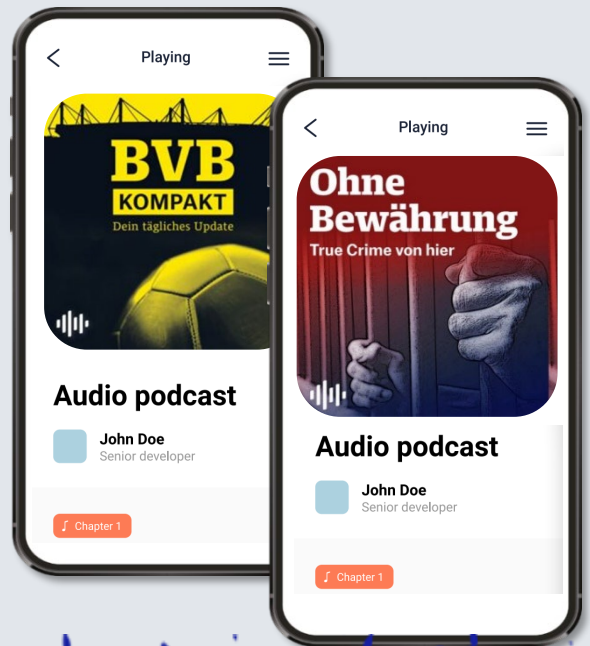 Playing
BVB
KOMPAKT
Dein tägliches Update
Audio podcast
John Doe
Senior developer
Chapter 1
Playing
Ohne
Bewährung
True Crime von hier
Audio podcast
John Doe
Senior developer
Chapter 1